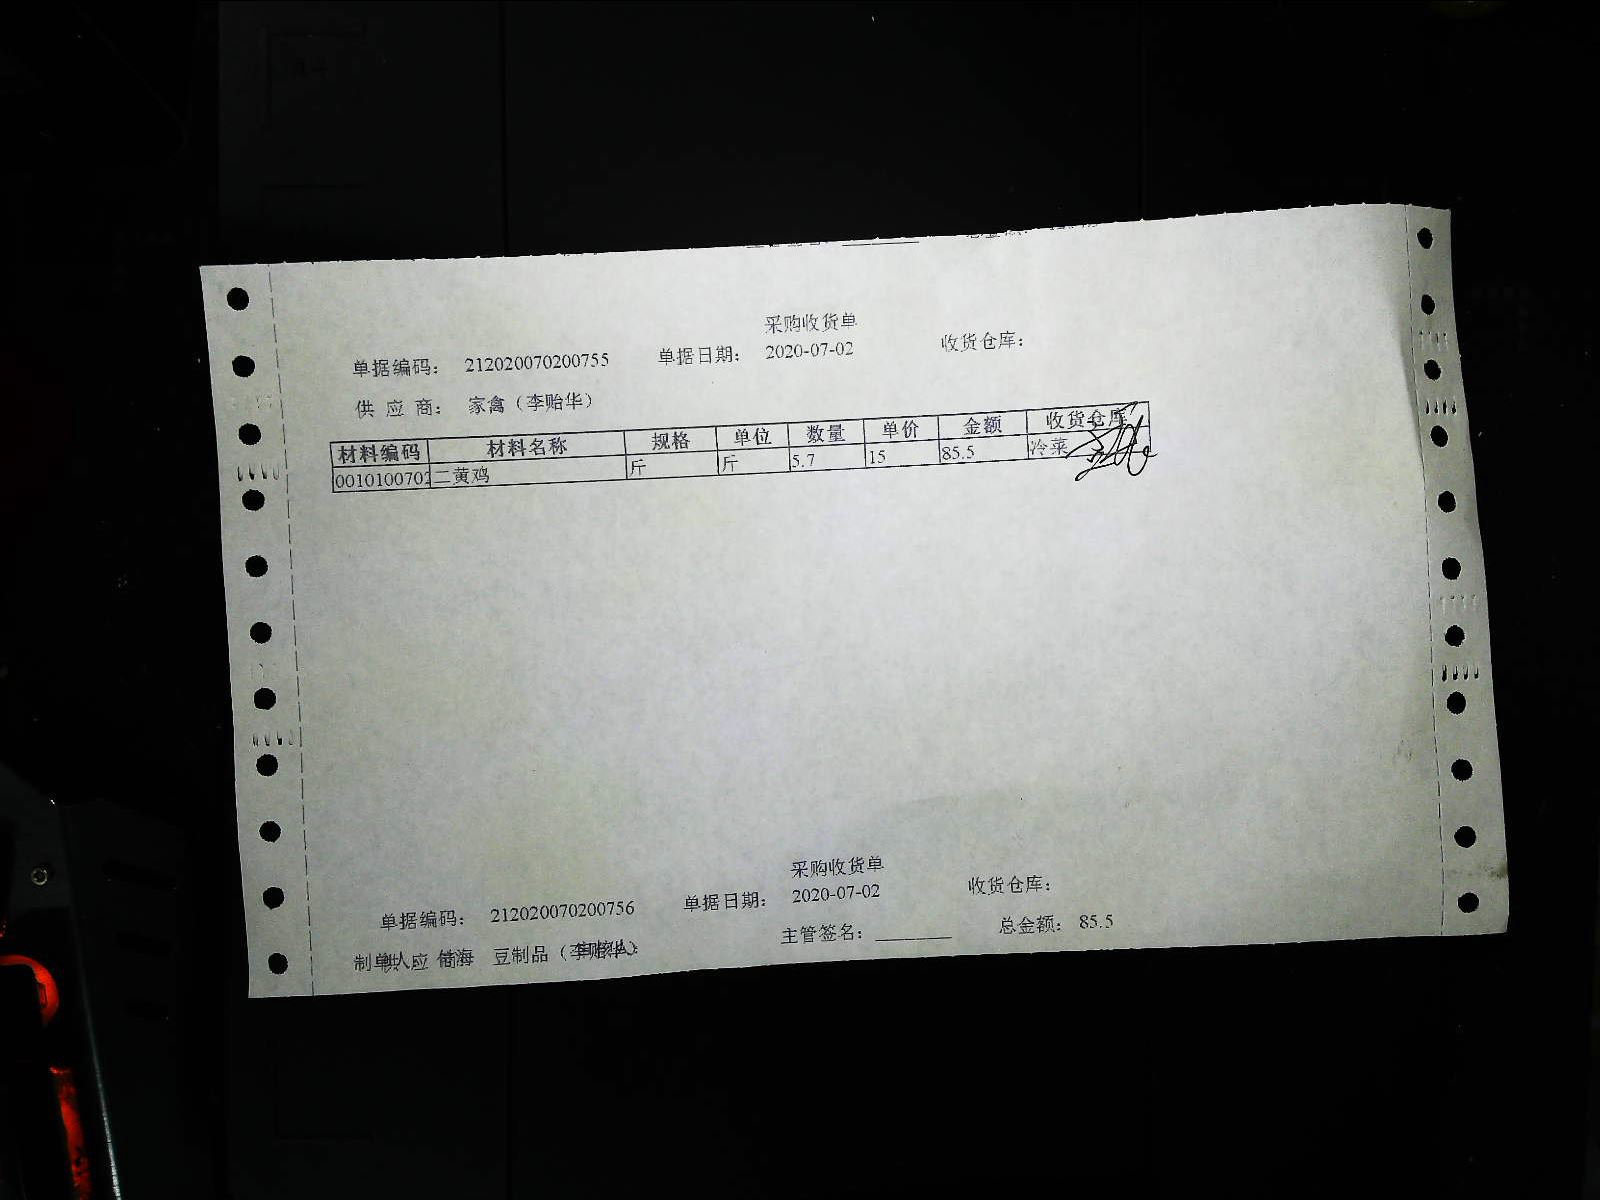 采购收货单
单据编码： 212020070200755 单据日期： 2020-07-02 收货仓库：
供 应 商： 家禽（李贻华）
材料编码 材料名称 规格 单位 数量 单价 金额 收货仓库
001010070 二黄鸡 斤 斤 5.7 15 85.5 冷菜
采购收货单
单据编码： 212020070200756 单据日期： 2020-07-02 收货仓库：
主管签名： 总金额： 85.5
豆制品